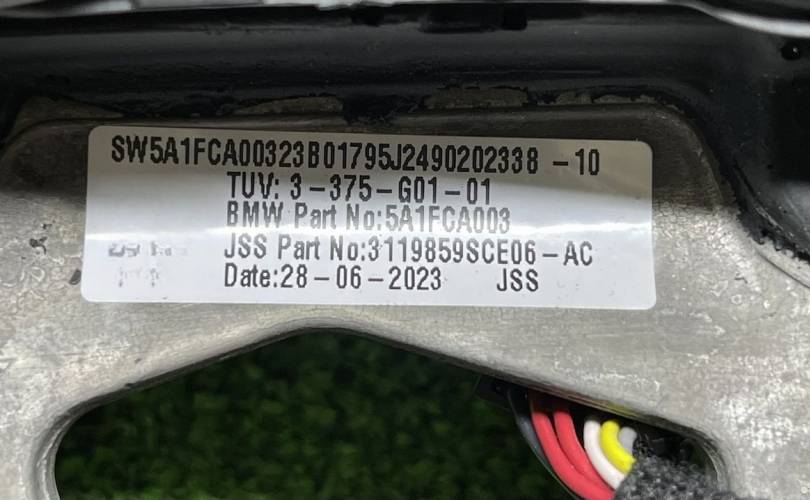 SW5A1FCA00323B01795J2490202338 -10
TUV: 3-375-G01-01
BMW Part No:5A1FCA003
JSS Part No:3119859SCE06-AC
Date:28-06-2023 JSS